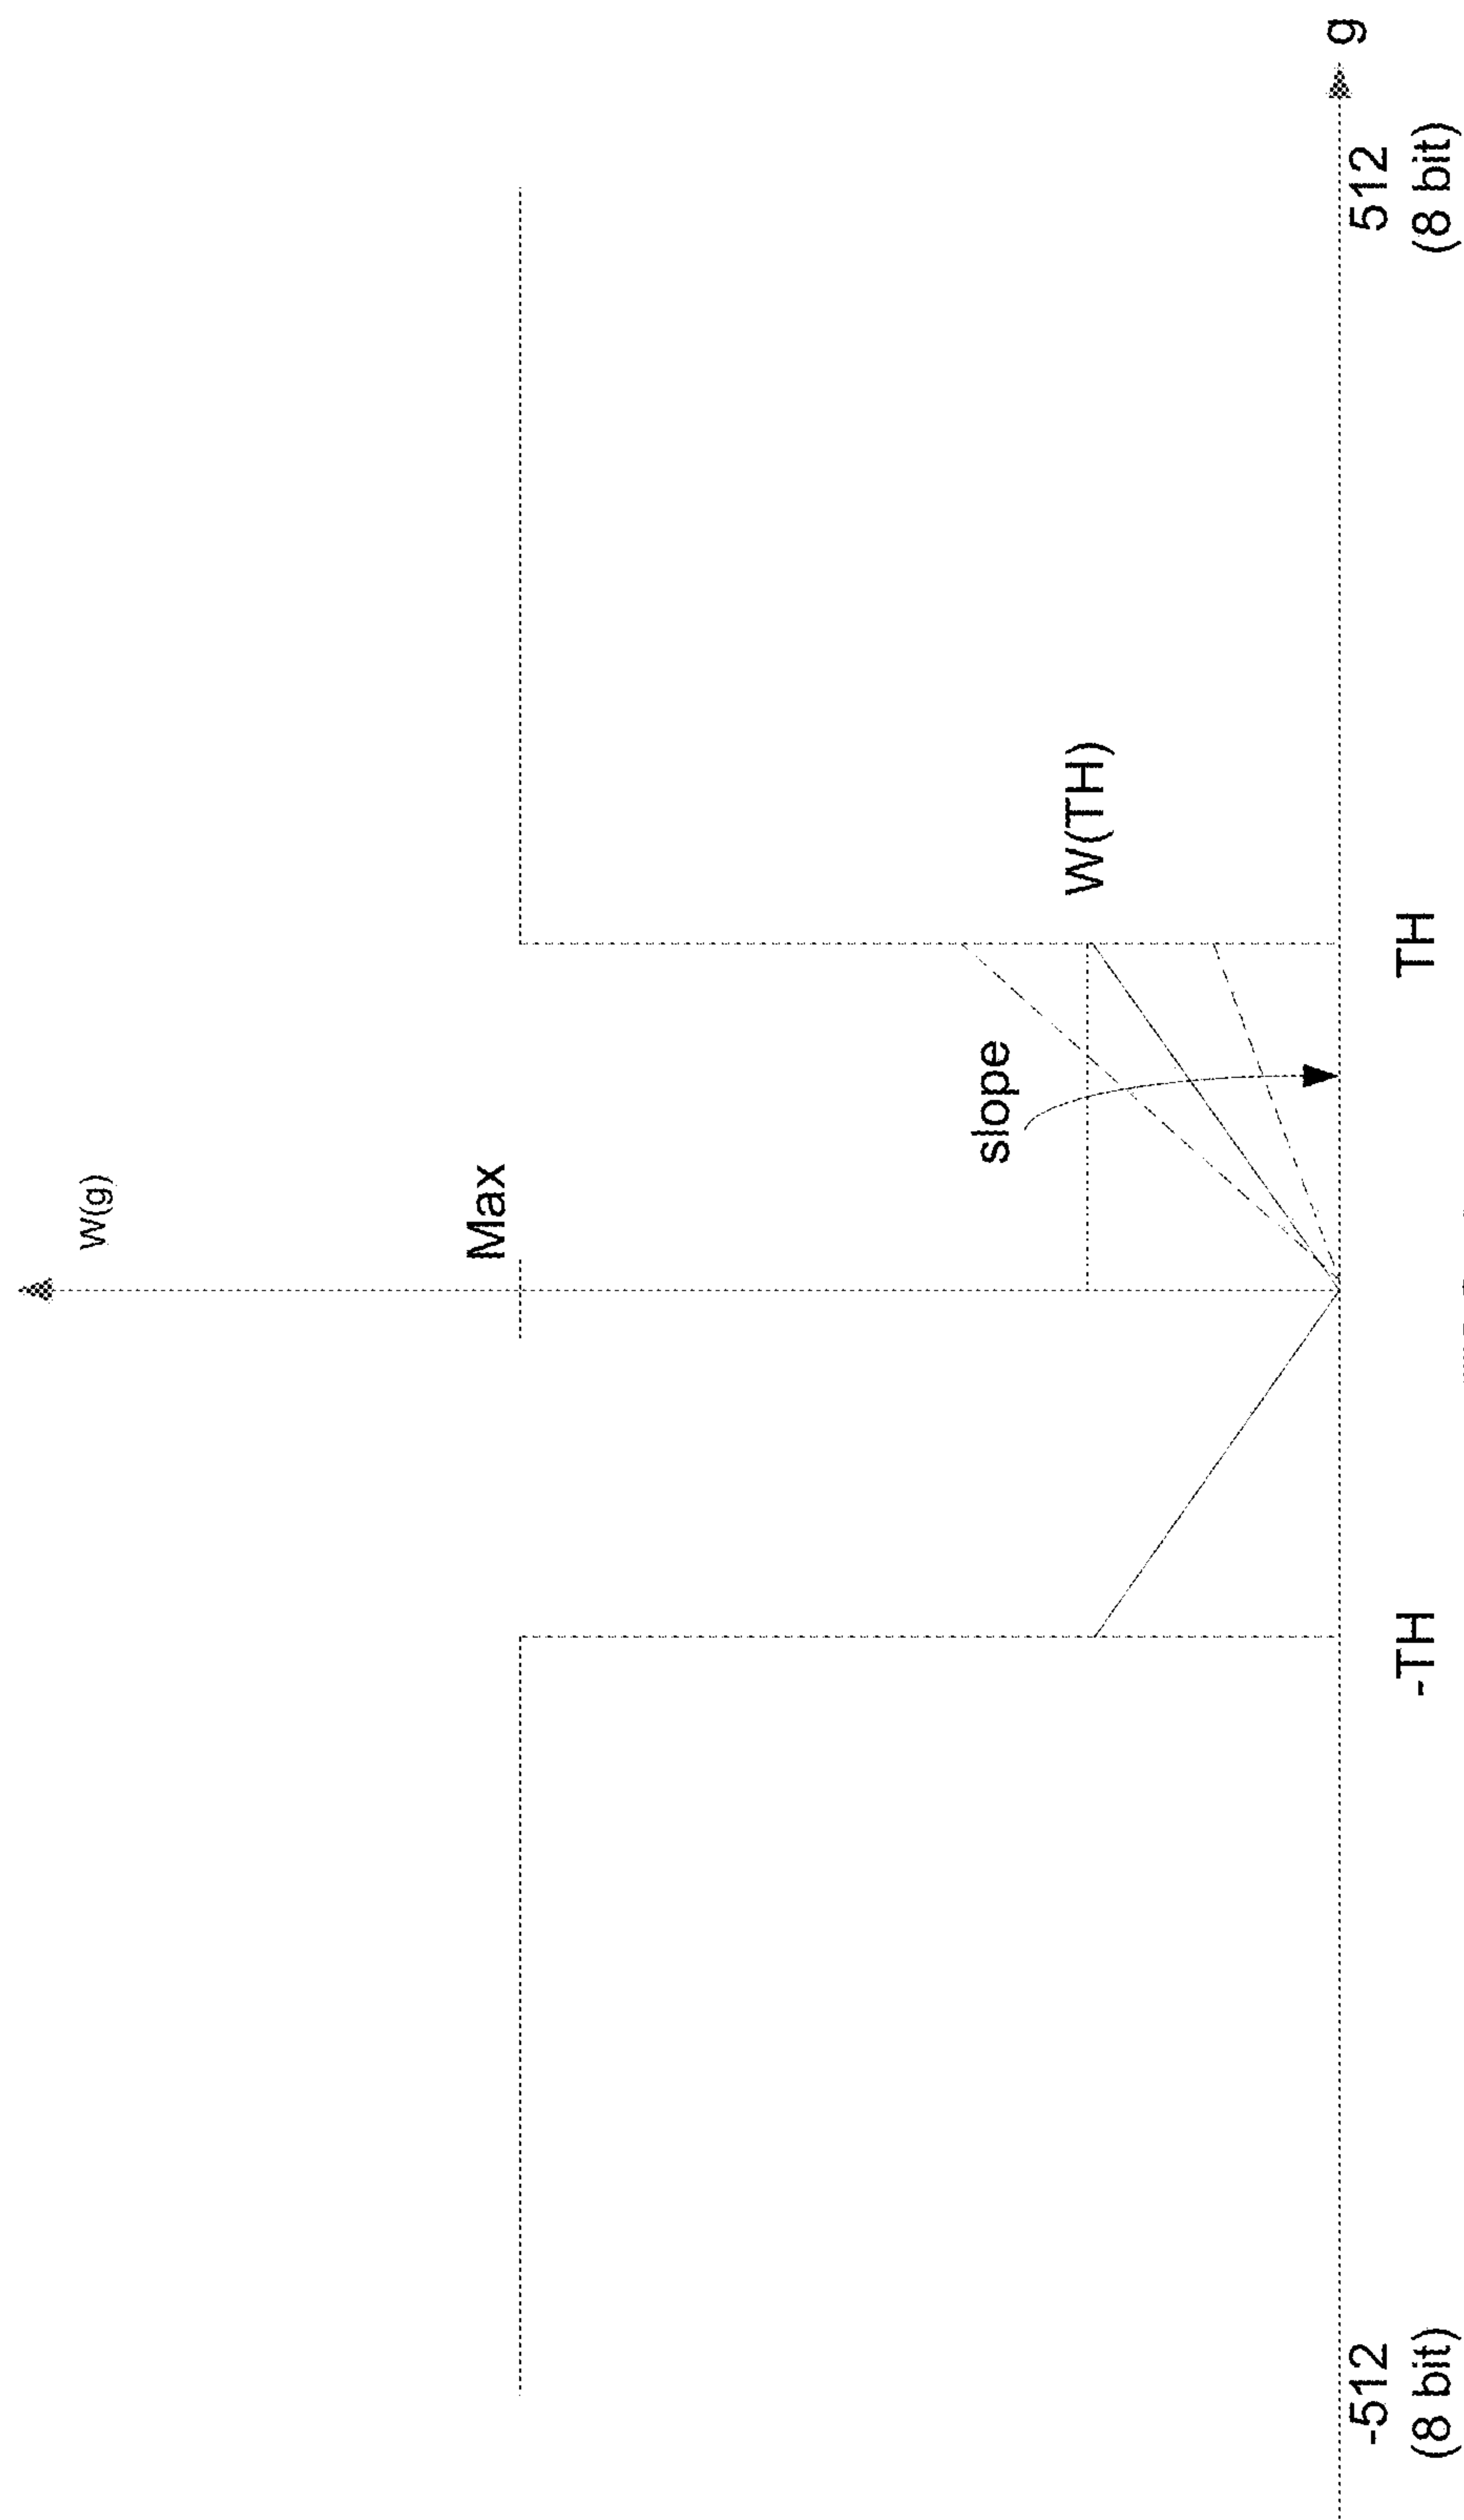 W(g)
Max
slope
W(TH)
g
-512
(8 bit)
-TH
TH
512
(8 bit)